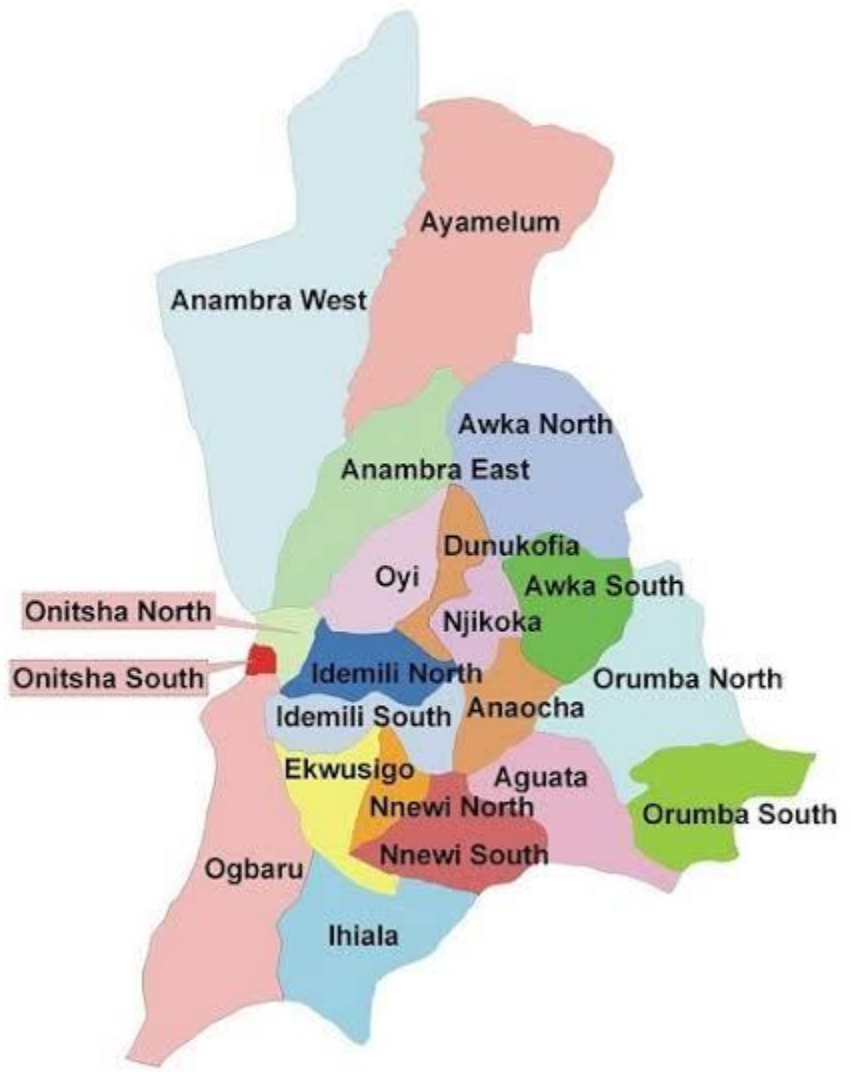 Ayamelum
Anambra West
Awka North
Anambra East
Dunukofia
Oyi
Awka South
Onitsha North
Njikoka
Onitsha South
Idemili North
Orumba North
Idemili South
Anaocha
Ekwusigo
Aguata
Nnewi North
Orumba South
Nnewi South
Ogbaru
Ihiala